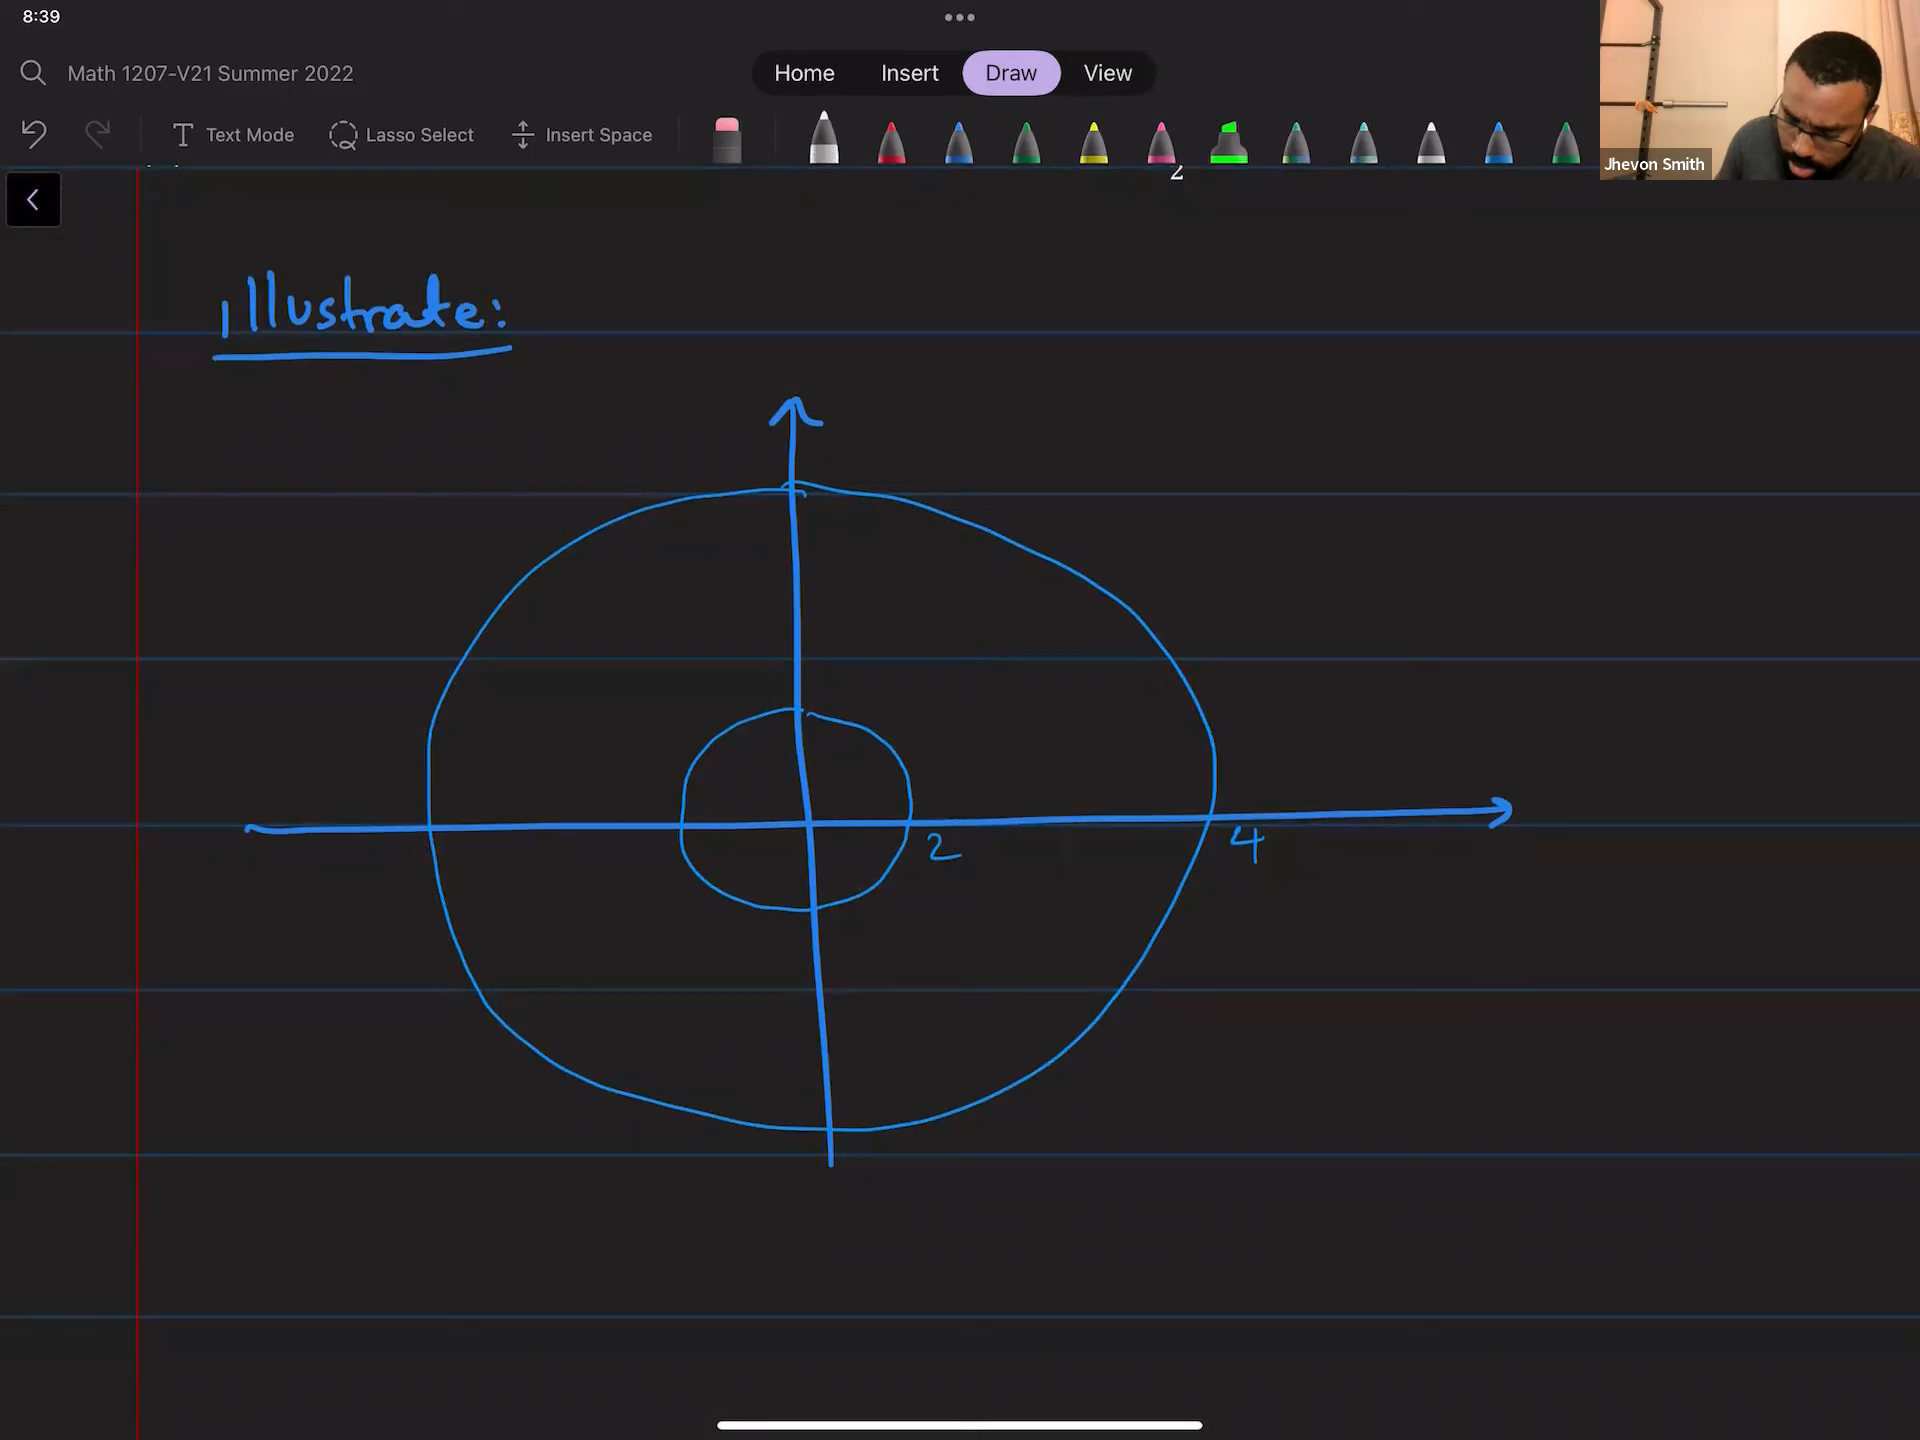 8:39
Math 1207-V21 Summer 2022
Home Insert Draw View
Text Mode Lasso Select Insert Space
Jhevon Smith
2
illustrate:
2 4